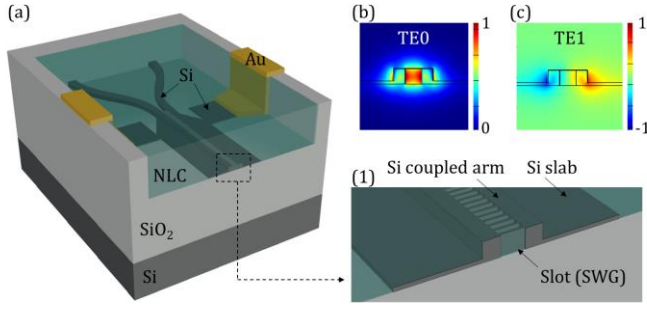 (a)
Si
Au
NLC
SiO₂
Si
(b)
TE0
1
0
(c)
TE1
1
-1
(1)
Si coupled arm
Si slab
Slot (SWG)